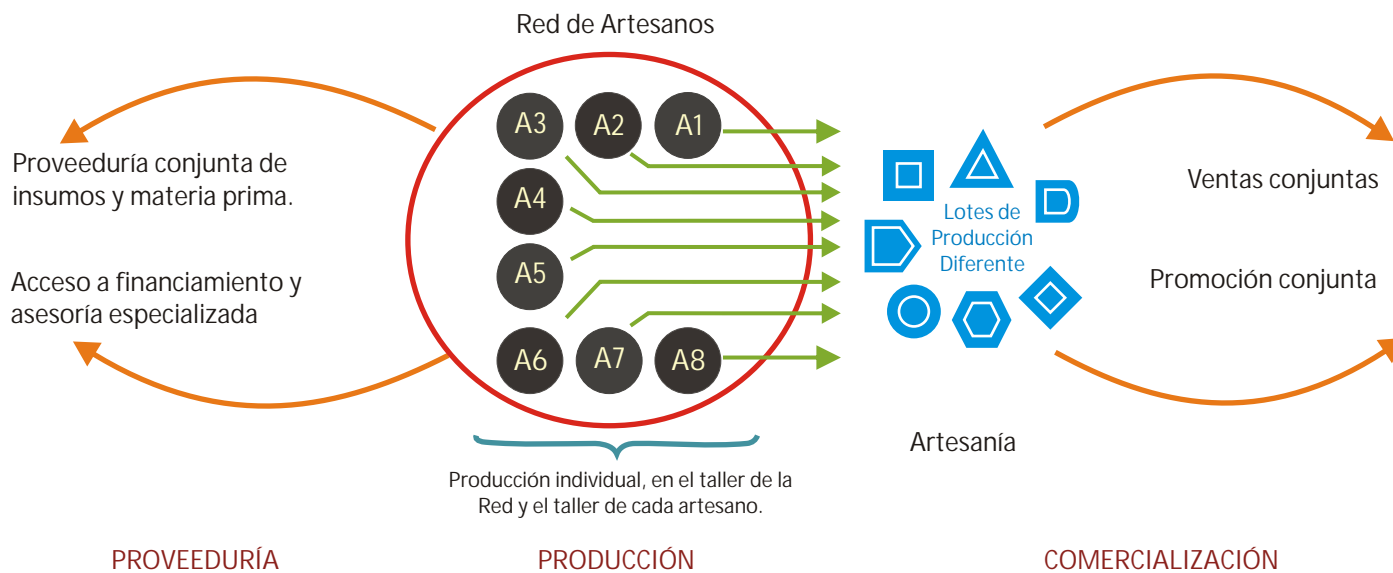 Red de Artesanos
A3
A2
A1
A4
A5
A6
A7
A8
Proveeduría conjunta de
insumos y materia prima.
Acceso a financiamiento y
asesoría especializada
Lotes de
Producción
Diferente
Ventas conjuntas
Promoción conjunta
Artesanía
Producción individual, en el taller de la
Red y el taller de cada artesano.
PROVEEDURÍA
PRODUCCIÓN
COMERCIALIZACIÓN